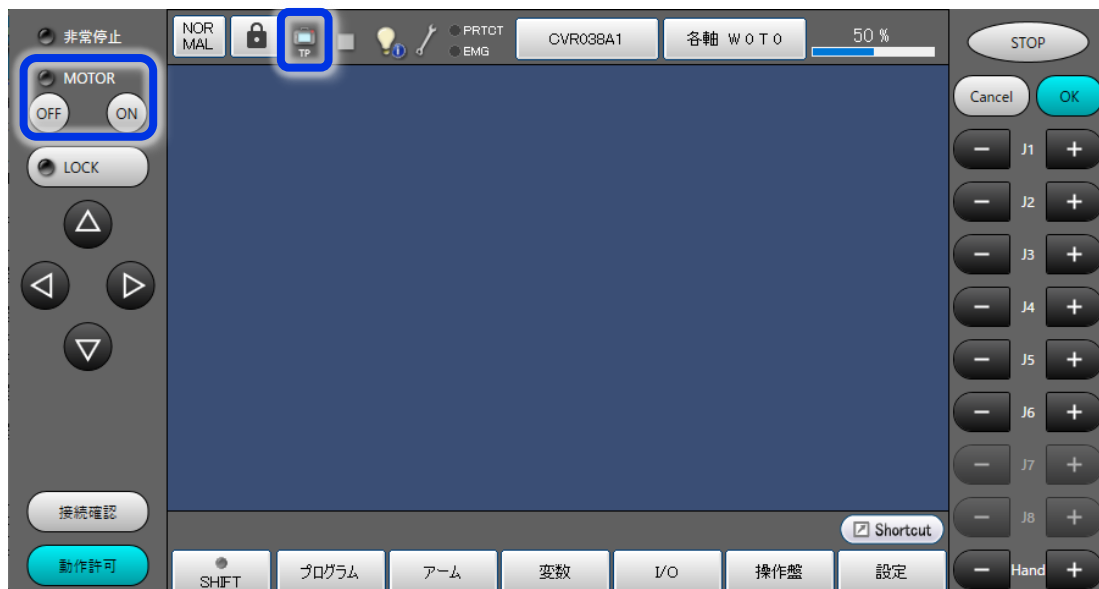 非常停止
MOTOR
OFF
ON
LOCK
接続確認
動作許可
NOR
MAL
TP
PRTCT
EMG
CVR038A1
各軸 W0T0
50 %
Shortcut
SHIFT
プログラム
アーム
変数
I/O
操作盤
設定
STOP
Cancel
OK
− J1 +
− J2 +
− J3 +
− J4 +
− J5 +
− J6 +
− J7 +
− J8 +
− Hand +